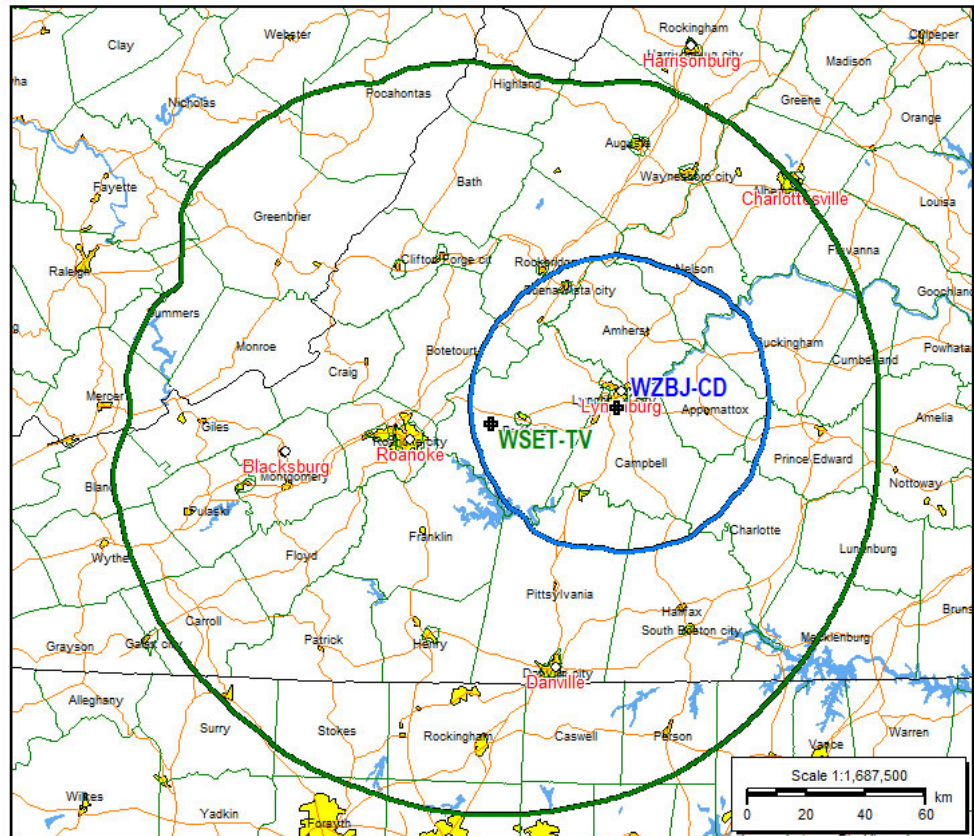 Rockingham
Webster
Clay
Culpeper
Harrisonburg
Madison
Pocahontas
Highland
Nicholas
Greene
Orange
Augusta
Waynesboro city
Bath
Fayette
Charlottesville
Louisa
Greenbrier
Fluvanna
Clifton Forge cit
Rockbridge
Nelson
Raleigh
Buena Vista city
Goochland
Summers
Amherst
Buckingham
Monroe
Botetourt
Cumberland
Powhatan
Craig
WZBJ-CD
Mercer
Lynchburg
Appomattox
Amelia
Giles
WSET-TV
Roanoke
Blacksburg
Campbell
Prince Edward
Montgomery
Bland
Nottoway
Pulaski
Charlotte
Franklin
Floyd
Lunenburg
Wythe
Pittsylvania
Halifax
Bruns
Carroll
South Boston city
Mecklenburg
Patrick
Henry
Galax city
Grayson
Danville
Alleghany
Surry
Stokes
Rockingham
Caswell
Person
Warren
Vance
Scale 1:1,687,500
km
0 20 40 60
Wilkes
Yadkin
Forsyth